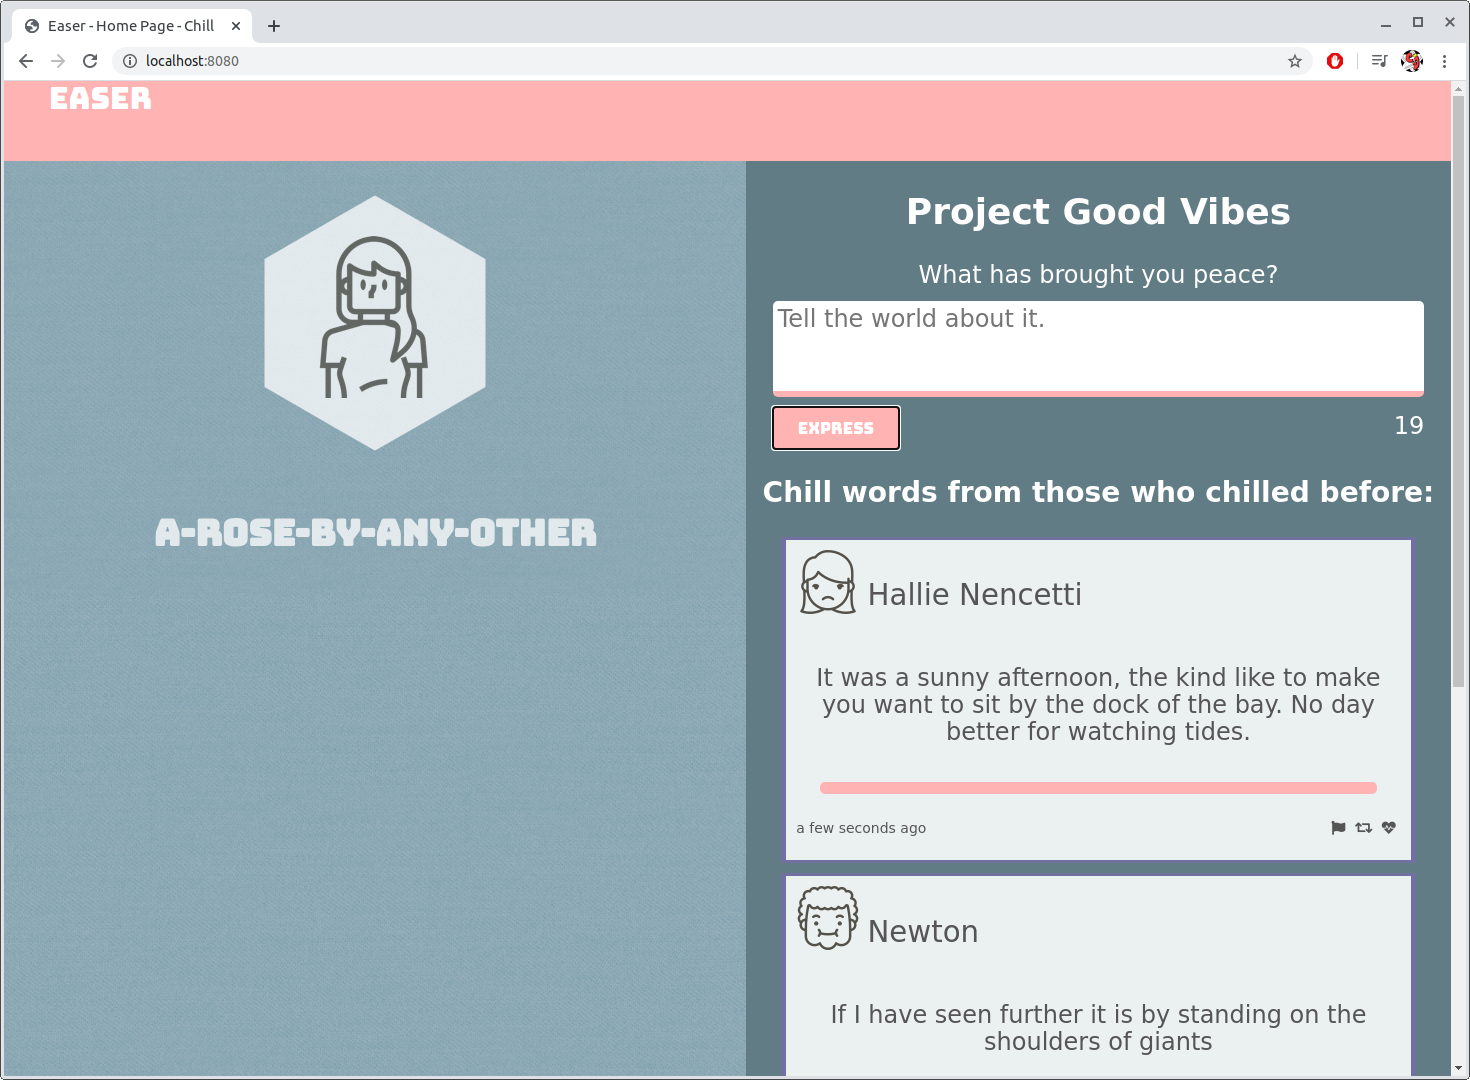 Easer - Home Page - Chill
localhost:8080
EASER
A-ROSE-BY-ANY-OTHER
Project Good Vibes
What has brought you peace?
Tell the world about it.
EXPRESS
19
Chill words from those who chilled before:
Hallie Nencetti
It was a sunny afternoon, the kind like to make
you want to sit by the dock of the bay. No day
better for watching tides.
a few seconds ago
Newton
If I have seen further it is by standing on the
shoulders of giants